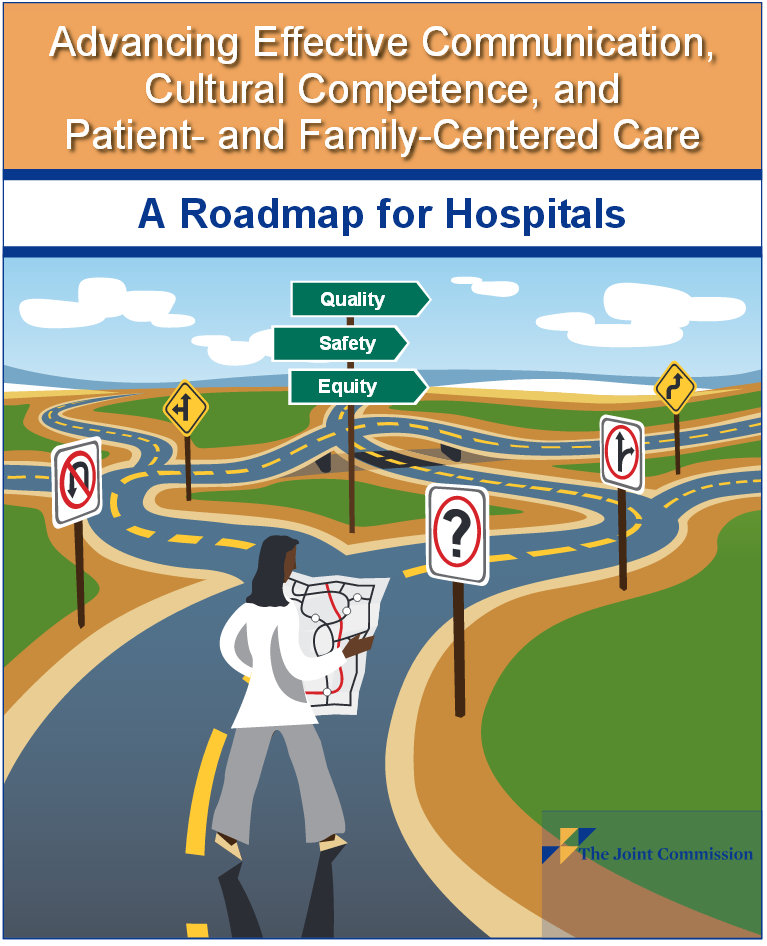 Advancing Effective Communication,
Cultural Competence, and
Patient- and Family-Centered Care
A Roadmap for Hospitals
Quality
Safety
Equity
?
The Joint Commission